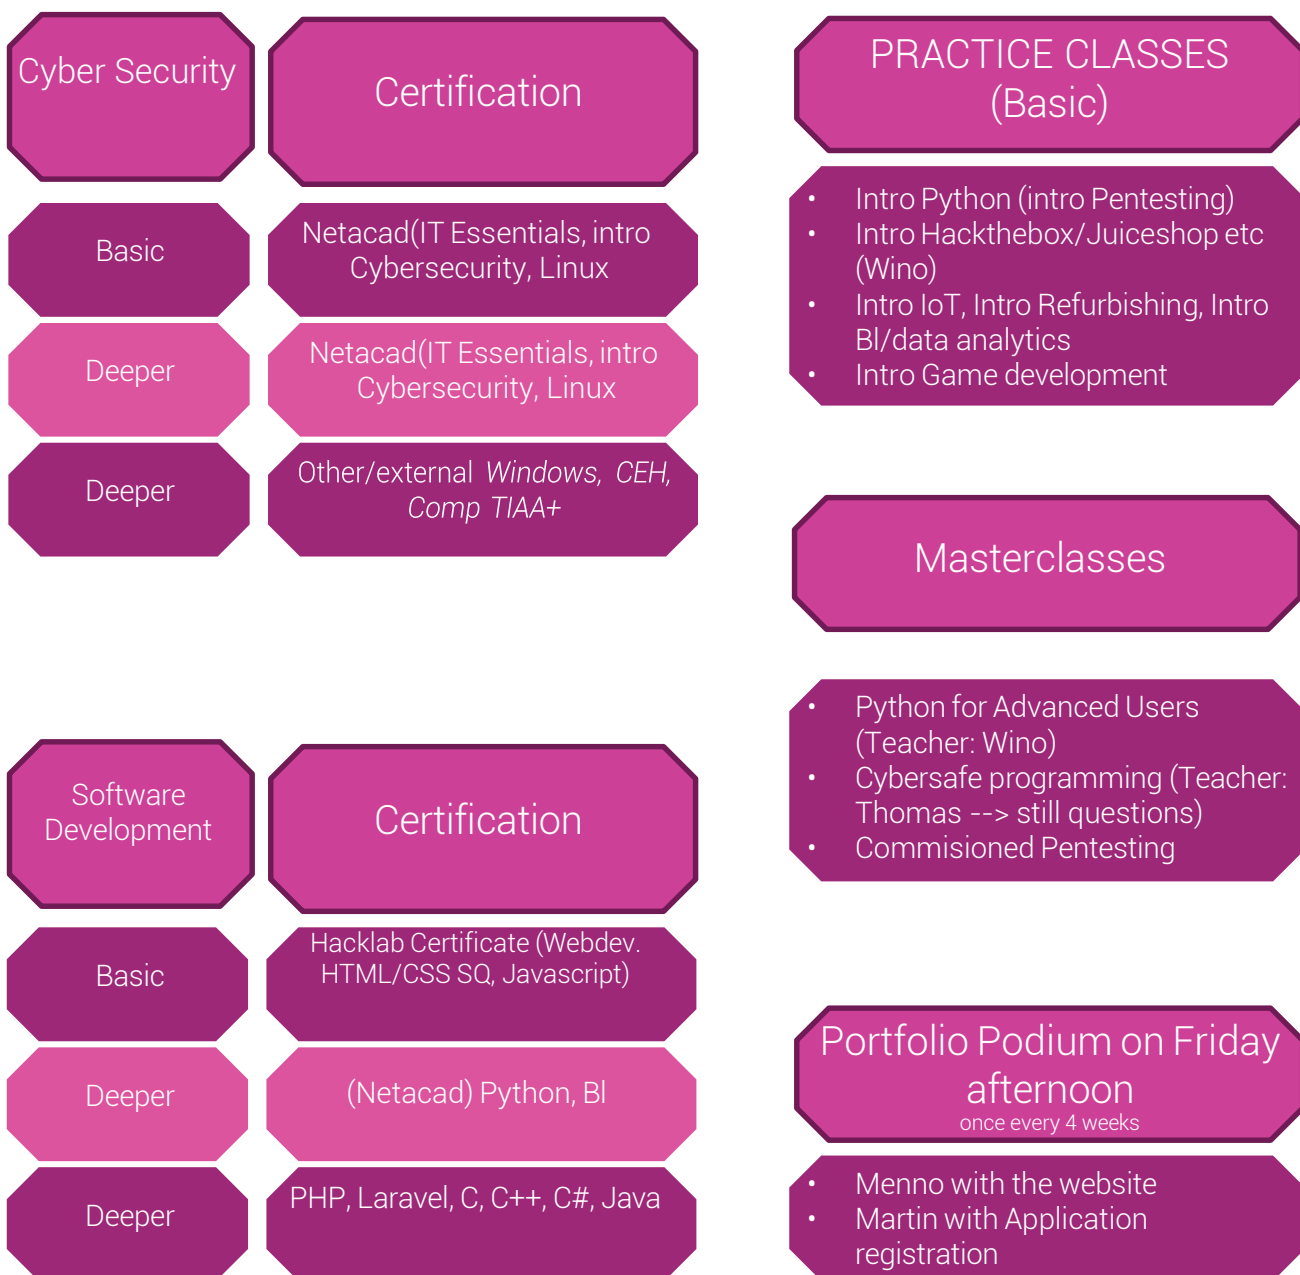 Cyber Security
Certification
Basic
Netacad(IT Essentials, intro
Cybersecurity, Linux
Deeper
Netacad(IT Essentials, intro
Cybersecurity, Linux
Deeper
Other/external Windows, CEH,
Comp TIAA+
Software
Development
Certification
Basic
Hacklab Certificate (Webdev.
HTML/CSS SQ, Javascript)
Deeper
(Netacad) Python, Bl
Deeper
PHP, Laravel, C, C++, C#, Java
PRACTICE CLASSES
(Basic)
• Intro Python (intro Pentesting)
• Intro Hackthebox/Juiceshop etc
(Wino)
• Intro IoT, Intro Refurbishing, Intro
Bl/data analytics
• Intro Game development
Masterclasses
• Python for Advanced Users
(Teacher: Wino)
• Cybersafe programming (Teacher:
Thomas --> still questions)
• Commisioned Pentesting
Portfolio Podium on Friday
afternoon
once every 4 weeks
• Menno with the website
• Martin with Application
registration